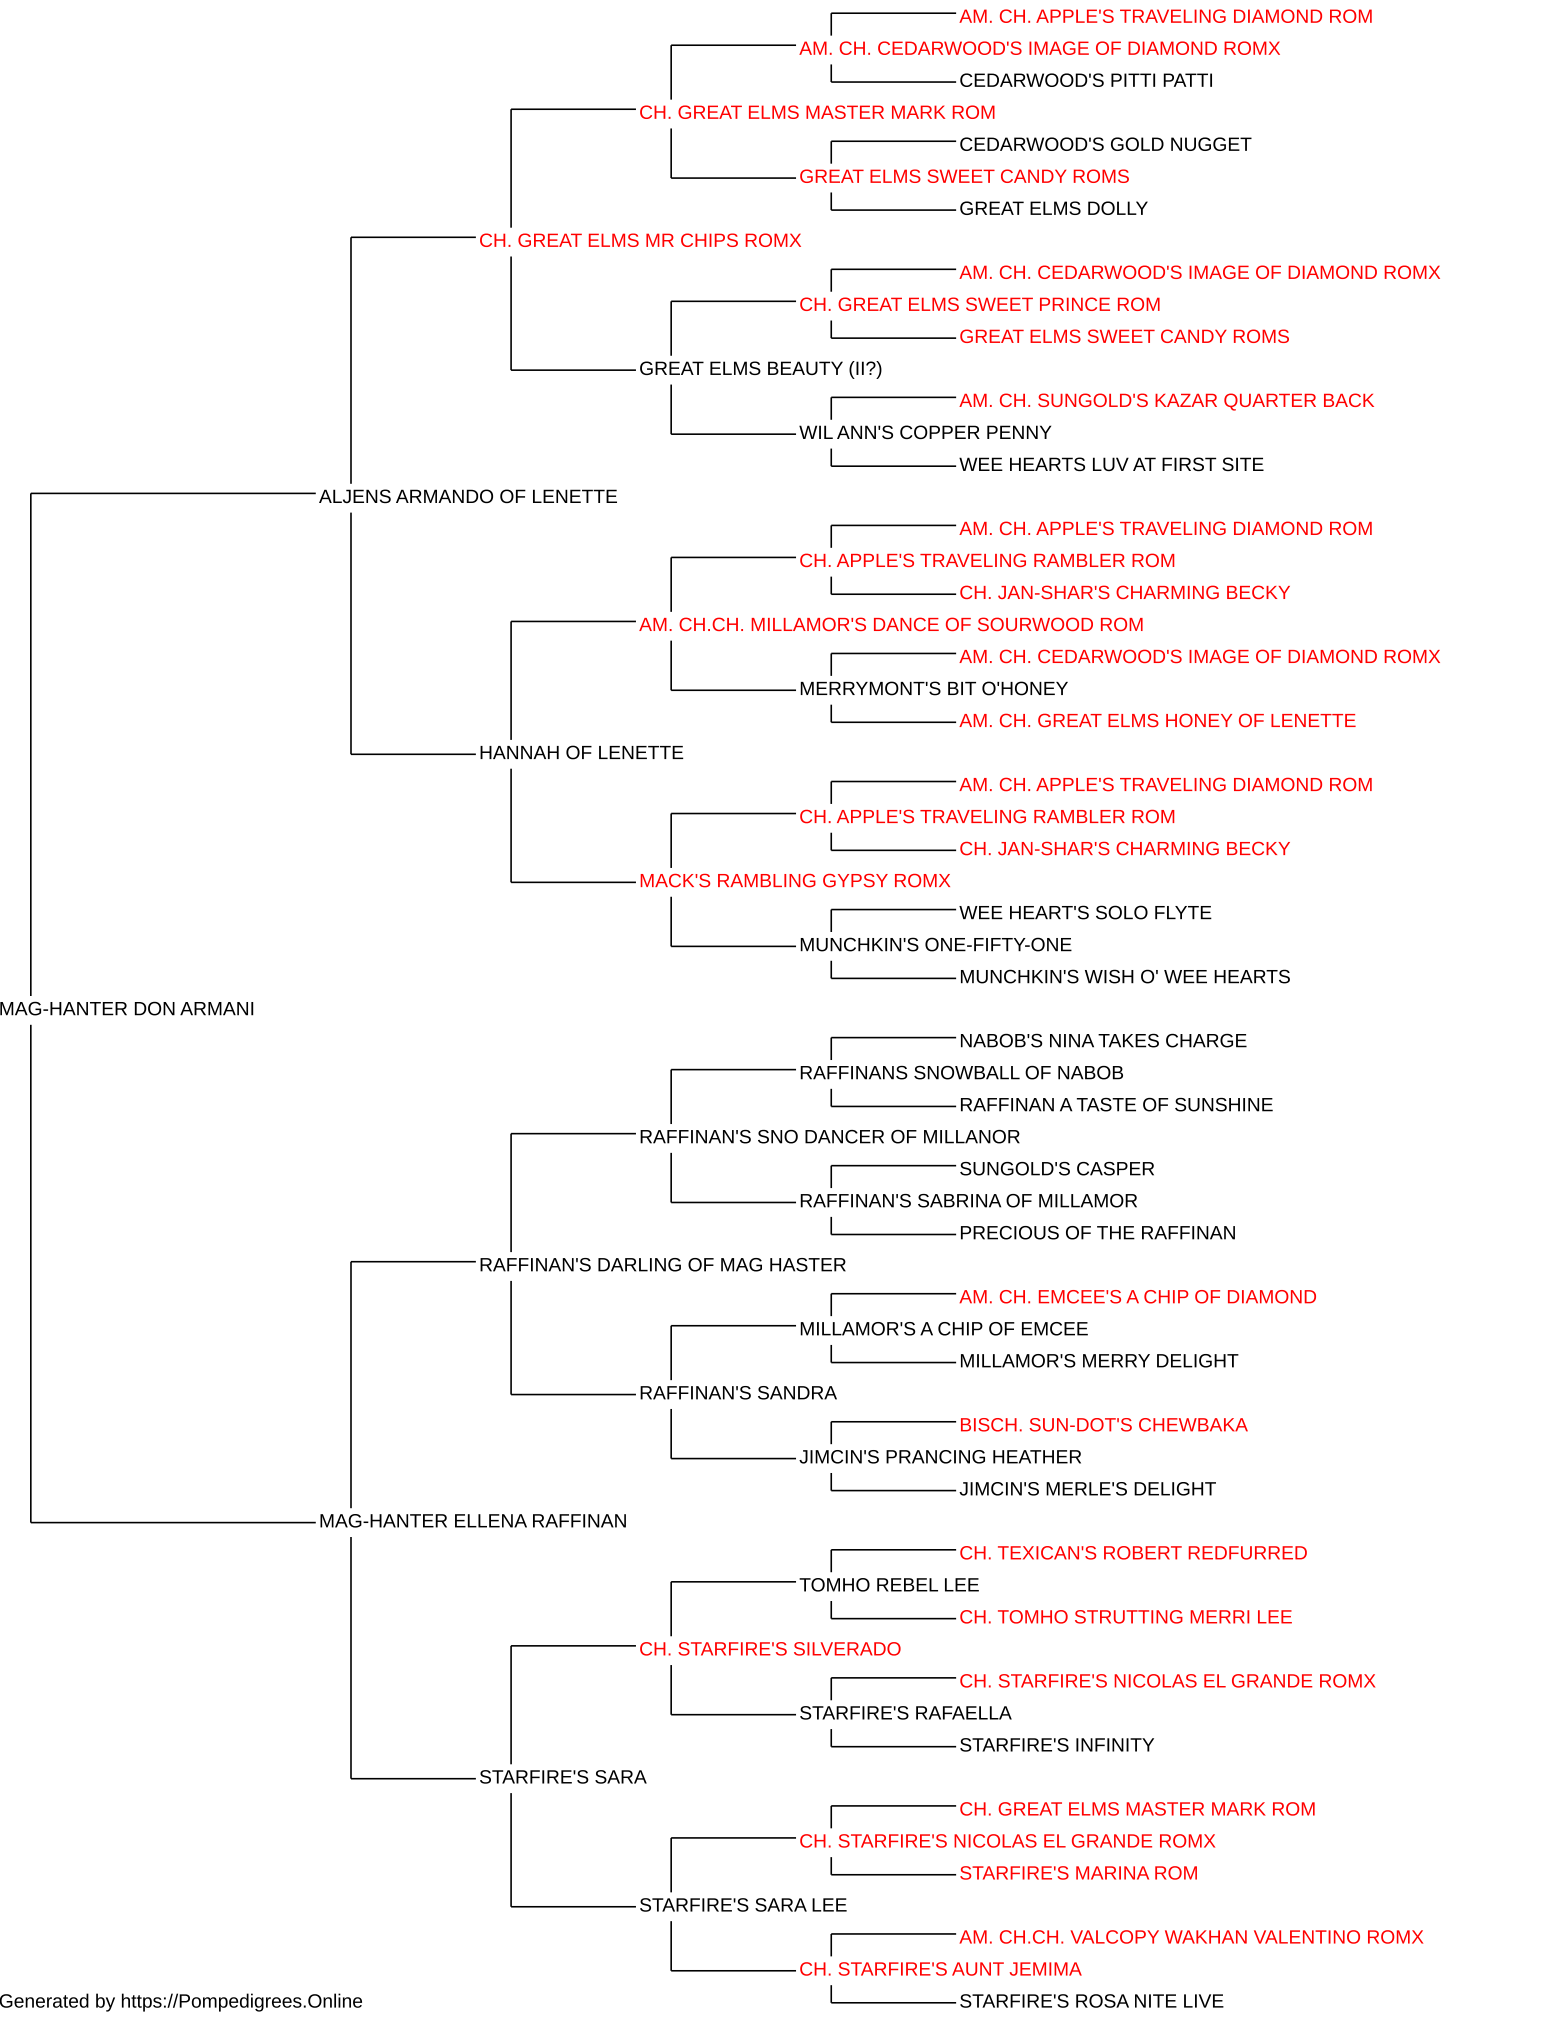 AM. CH. APPLE'S TRAVELING DIAMOND ROM
AM. CH. CEDARWOOD'S IMAGE OF DIAMOND ROMX
CEDARWOOD'S PITTI PATTI
CH. GREAT ELMS MASTER MARK ROM
CEDARWOOD'S GOLD NUGGET
GREAT ELMS SWEET CANDY ROMS
GREAT ELMS DOLLY
CH. GREAT ELMS MR CHIPS ROMX
AM. CH. CEDARWOOD'S IMAGE OF DIAMOND ROMX
CH. GREAT ELMS SWEET PRINCE ROM
GREAT ELMS SWEET CANDY ROMS
GREAT ELMS BEAUTY (II?)
AM. CH. SUNGOLD'S KAZAR QUARTER BACK
WIL ANN'S COPPER PENNY
WEE HEARTS LUV AT FIRST SITE
ALJENS ARMANDO OF LENETTE
AM. CH. APPLE'S TRAVELING DIAMOND ROM
CH. APPLE'S TRAVELING RAMBLER ROM
CH. JAN-SHAR'S CHARMING BECKY
AM. CH.CH. MILLAMOR'S DANCE OF SOURWOOD ROM
AM. CH. CEDARWOOD'S IMAGE OF DIAMOND ROMX
MERRYMONT'S BIT O'HONEY
AM. CH. GREAT ELMS HONEY OF LENETTE
HANNAH OF LENETTE
AM. CH. APPLE'S TRAVELING DIAMOND ROM
CH. APPLE'S TRAVELING RAMBLER ROM
CH. JAN-SHAR'S CHARMING BECKY
MACK'S RAMBLING GYPSY ROMX
WEE HEART'S SOLO FLYTE
MUNCHKIN'S ONE-FIFTY-ONE
MUNCHKIN'S WISH O' WEE HEARTS
MAG-HANTER DON ARMANI
NABOB'S NINA TAKES CHARGE
RAFFINANS SNOWBALL OF NABOB
RAFFINAN A TASTE OF SUNSHINE
RAFFINAN'S SNO DANCER OF MILLANOR
SUNGOLD'S CASPER
RAFFINAN'S SABRINA OF MILLAMOR
PRECIOUS OF THE RAFFINAN
RAFFINAN'S DARLING OF MAG HASTER
AM. CH. EMCEE'S A CHIP OF DIAMOND
MILLAMOR'S A CHIP OF EMCEE
MILLAMOR'S MERRY DELIGHT
RAFFINAN'S SANDRA
BISCH. SUN-DOT'S CHEWBAKA
JIMCIN'S PRANCING HEATHER
JIMCIN'S MERLE'S DELIGHT
MAG-HANTER ELLENA RAFFINAN
CH. TEXICAN'S ROBERT REDFURRED
TOMHO REBEL LEE
CH. TOMHO STRUTTING MERRI LEE
CH. STARFIRE'S SILVERADO
CH. STARFIRE'S NICOLAS EL GRANDE ROMX
STARFIRE'S RAFAELLA
STARFIRE'S INFINITY
STARFIRE'S SARA
CH. GREAT ELMS MASTER MARK ROM
CH. STARFIRE'S NICOLAS EL GRANDE ROMX
STARFIRE'S MARINA ROM
STARFIRE'S SARA LEE
AM. CH.CH. VALCOPY WAKHAN VALENTINO ROMX
CH. STARFIRE'S AUNT JEMIMA
STARFIRE'S ROSA NITE LIVE
Generated by https://Pompedigrees.Online